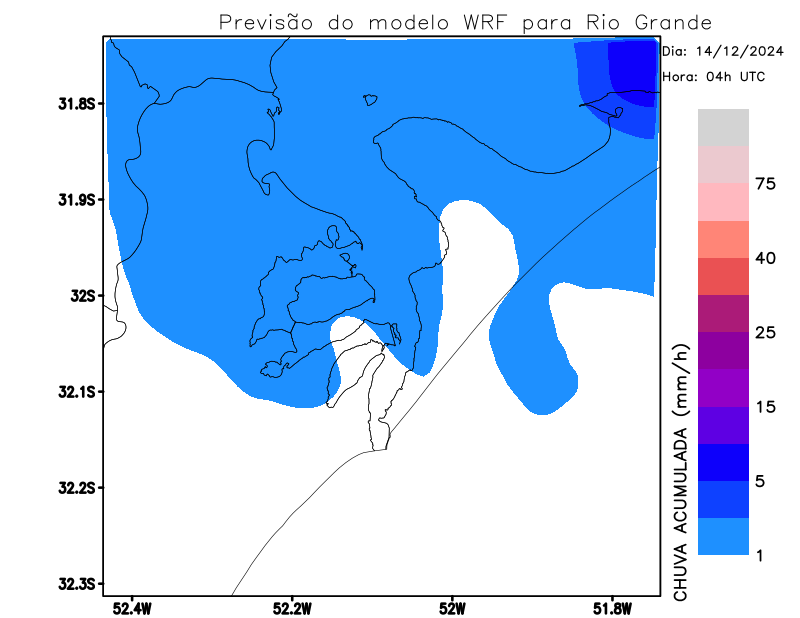 Previsão do modelo WRF para Rio Grande
Dia: 14/12/2024
Hora: 04h UTC
31.8S
31.9S
32S
32.1S
32.2S
32.3S
52.4W
52.2W
52W
51.8W
75
40
25
15
5
1
CHUVA ACUMULADA (mm/h)